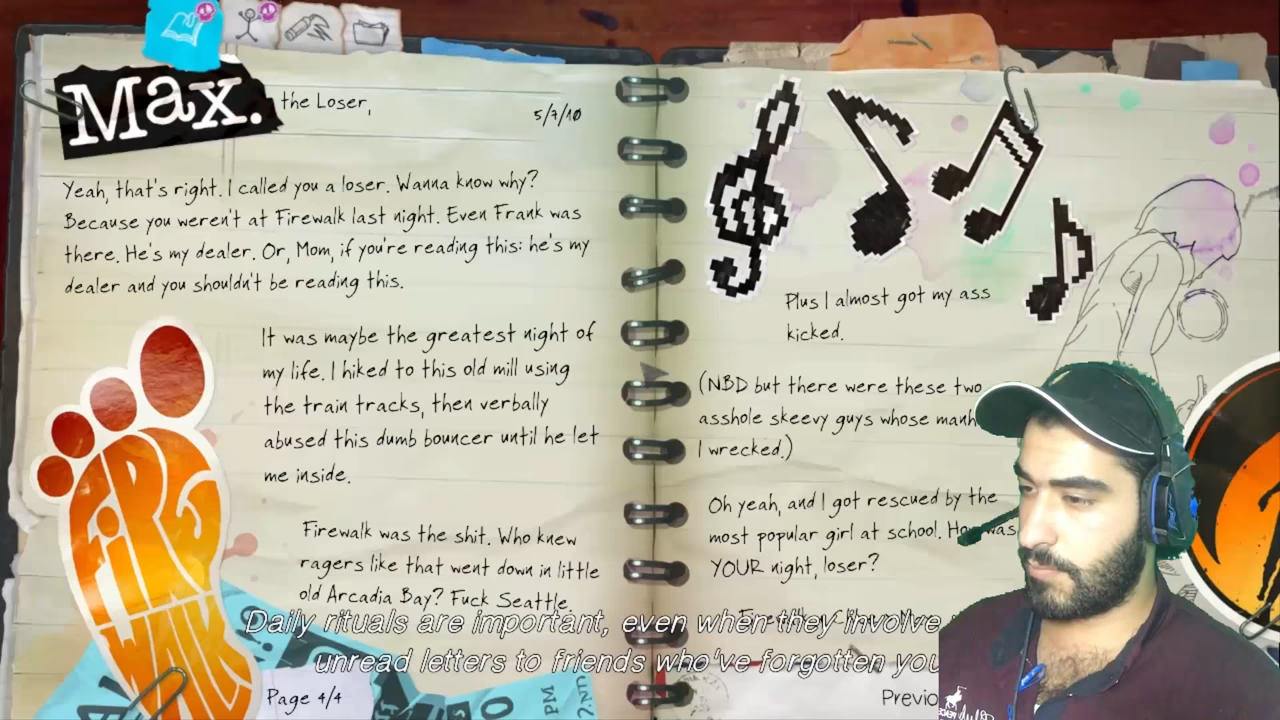 Max. the Loser,
5/7/10
Yeah, that's right. I called you a loser. Wanna know why?
Because you weren't at Firewalk last night. Even Frank was
there. He's my dealer. Or, Mom, if you're reading this: he's my
dealer and you shouldn't be reading this.
It was maybe the greatest night of
my life. I hiked to this old mill using
the train tracks, then verbally
abused this dumb bouncer until he let
me inside.
Firewalk was the shit. Who knew
ragers like that went down in little
old Arcadia Bay? Fuck Seattle.
FIRE
WALK
Page 4/4
PM
Plus I almost got my ass
kicked.
(NBD but there were these two
asshole skeevy guys whose manh
I wrecked.)
Oh yeah, and I got rescued by the
most popular girl at school. How was
YOUR night, loser?
Daily rituals are important, even when they involve
unread letters to friends who've forgotten you
Previo